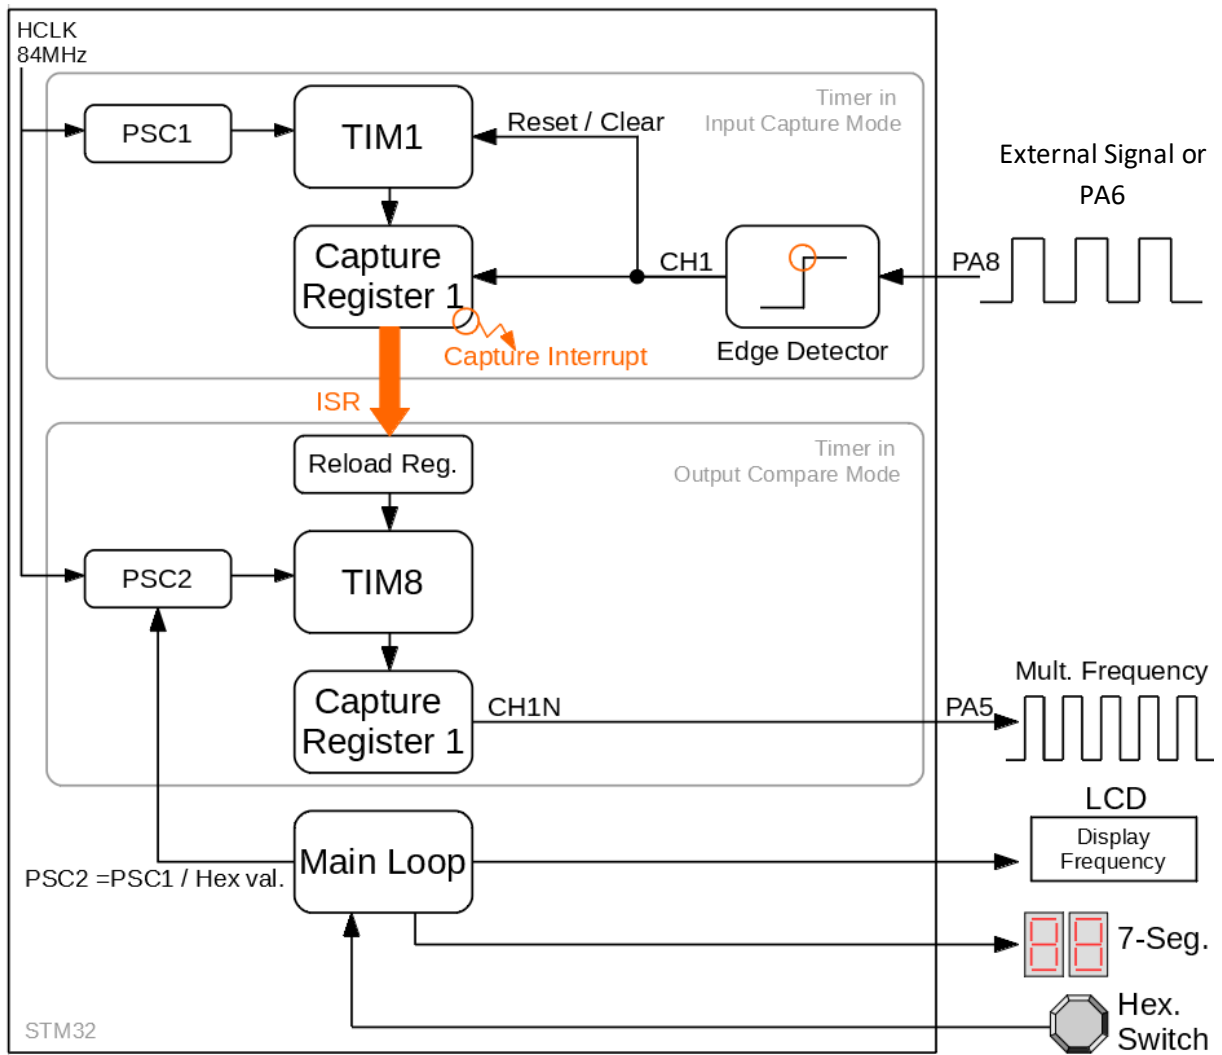 HCLK
84MHz
PSC1
TIM1
Reset / Clear
Timer in
Input Capture Mode
External Signal or
PA6
Capture
Register 1
CH1
PA8
Edge Detector
Capture Interrupt
ISR
Reload Reg.
Timer in
Output Compare Mode
PSC2
TIM8
Capture
Register 1
CH1N
PA5
Mult. Frequency
LCD
Display
Frequency
Main Loop
PSC2 =PSC1 / Hex val.
88
7-Seg.
Hex.
Switch
STM32